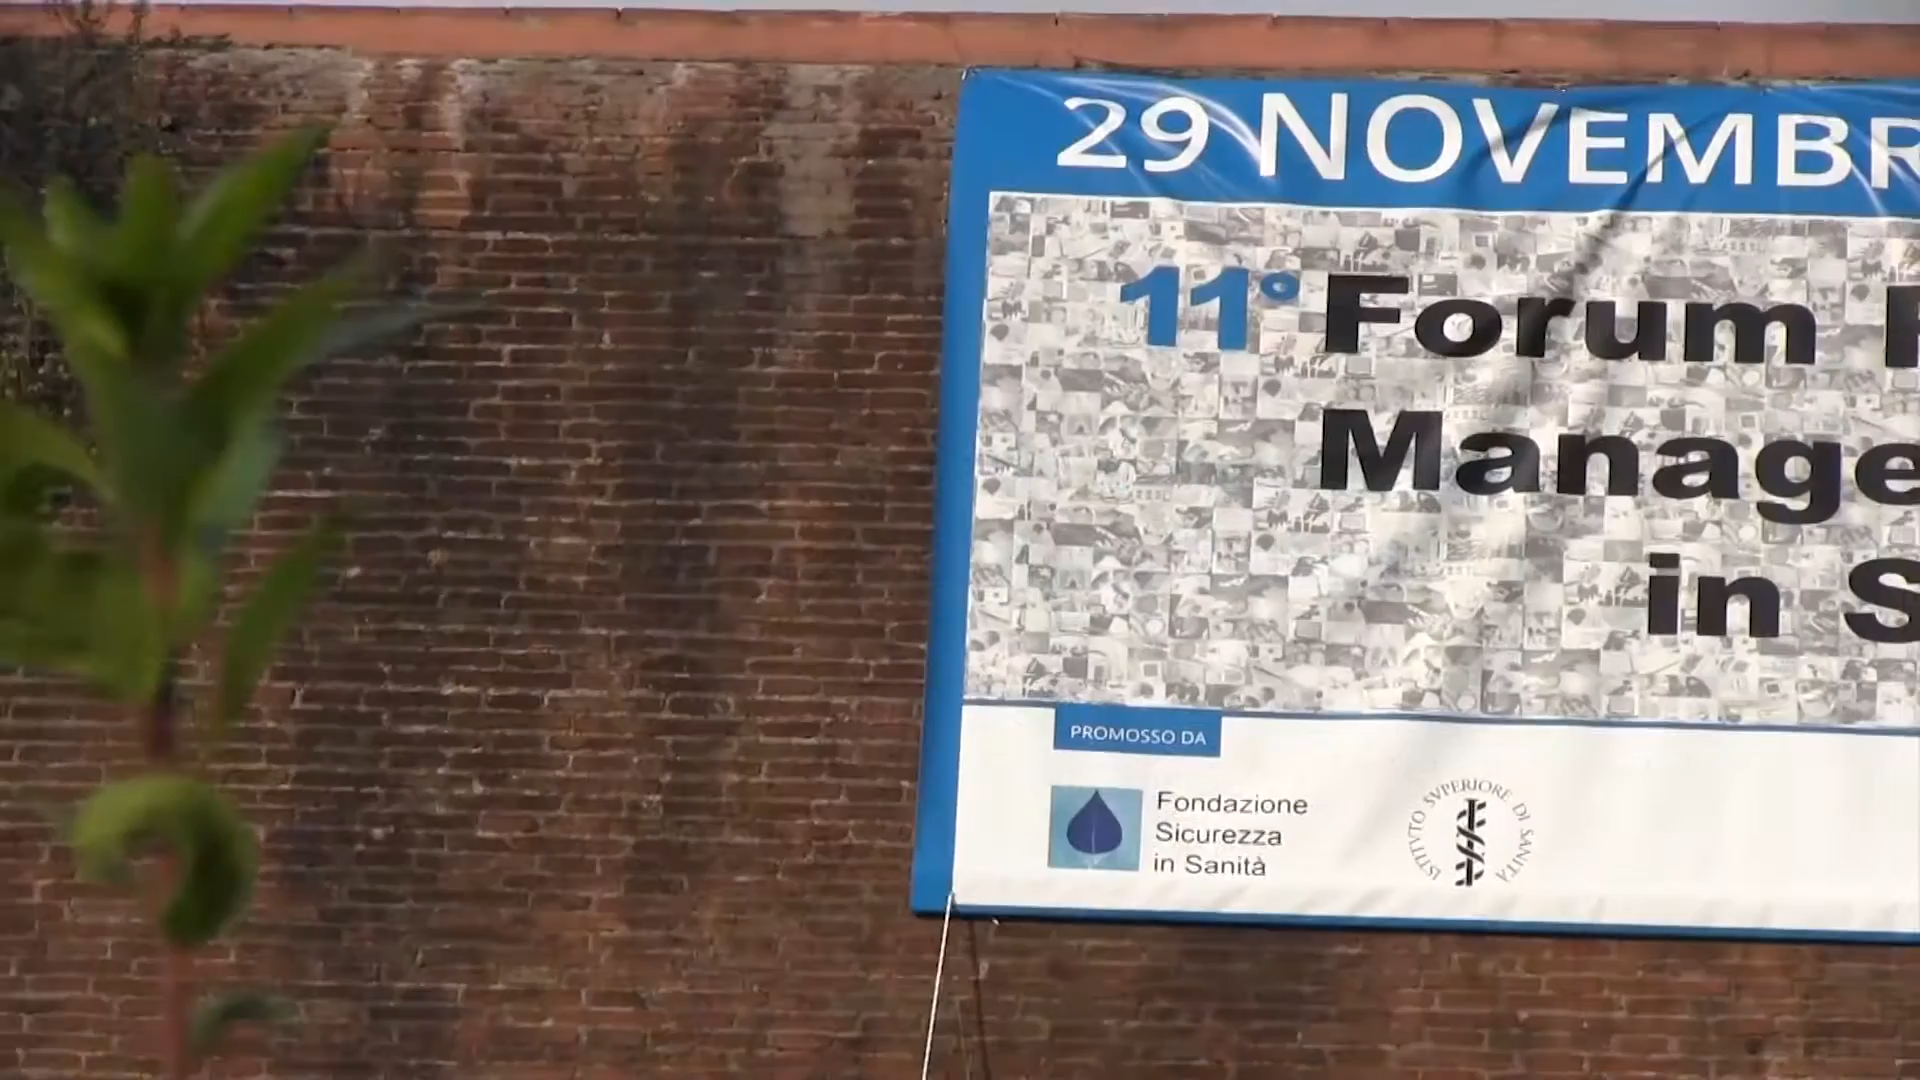 29 NOVEMBR
11° Forum
Manage
in S
PROMOSSO DA
Fondazione
Sicurezza
in Sanità
ISTITVTO SVPERIORE DI SANITÀ